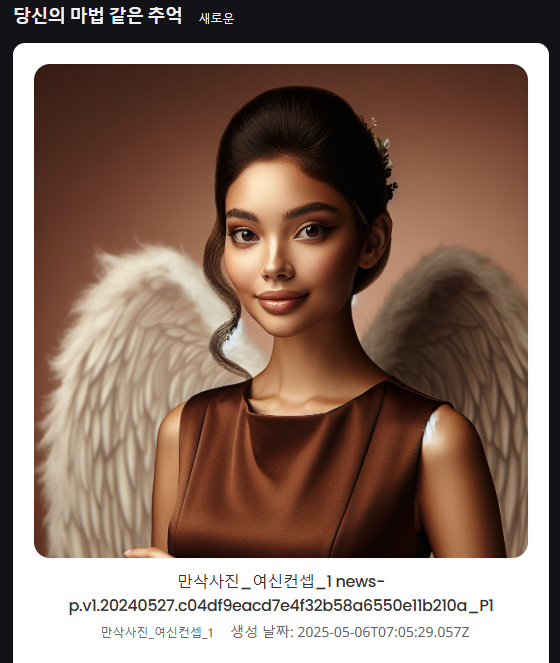 당신의 마법 같은 추억 새로운
만삭사진_여신컨셉_1 news-
p.v1.20240527.c04df9eacd7e4f32b58a6550e11b210a_P1
만삭사진_여신컨셉_1 생성 날짜: 2025-05-06T07:05:29.057Z